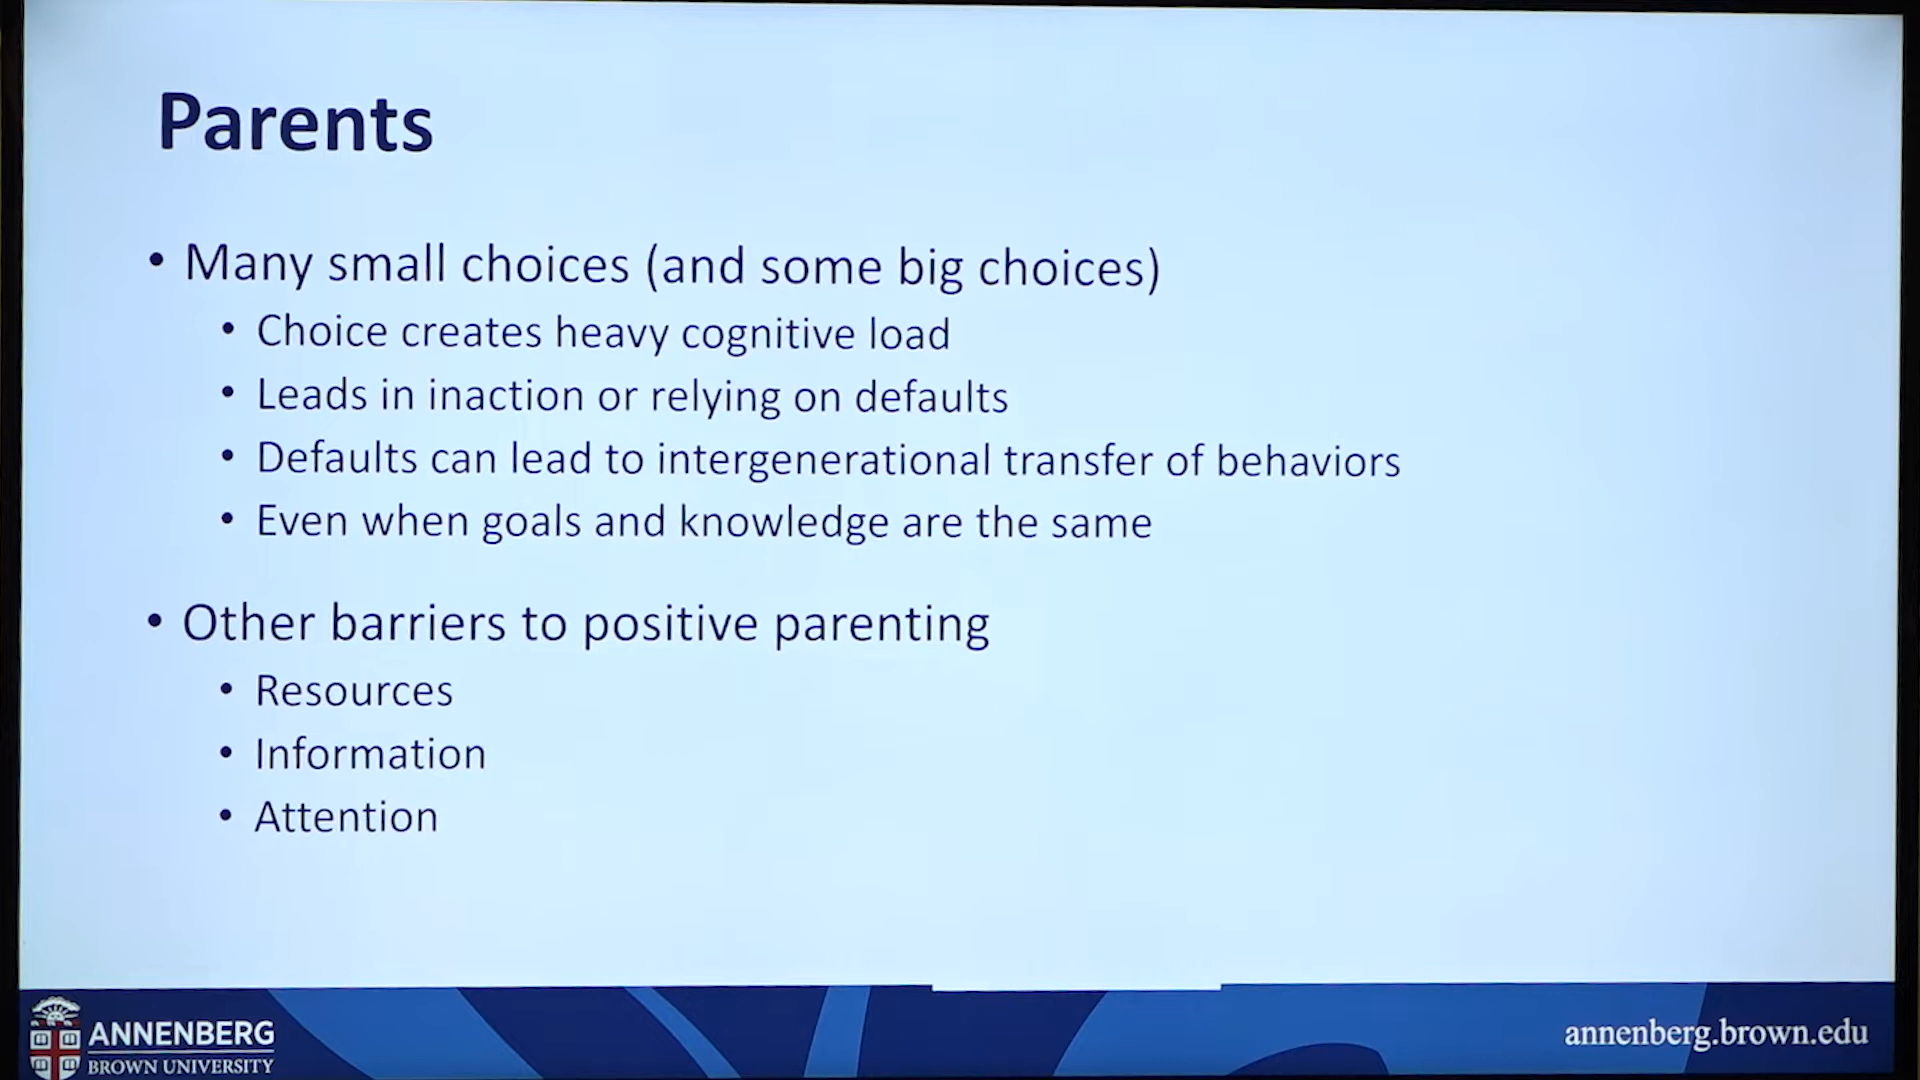 Parents
• Many small choices (and some big choices)
• Choice creates heavy cognitive load
• Leads in inaction or relying on defaults
• Defaults can lead to intergenerational transfer of behaviors
• Even when goals and knowledge are the same
• Other barriers to positive parenting
• Resources
• Information
• Attention
ANNENBERG
BROWN UNIVERSITY
annenberg.brown.edu